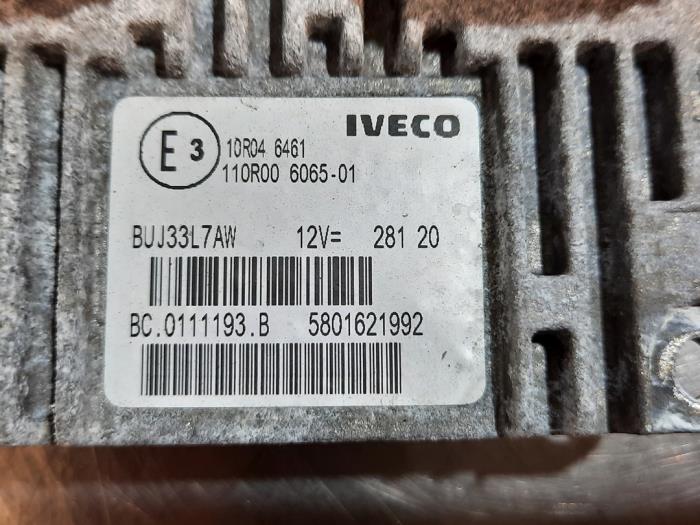 IVECO
E 3 10R04 6461
110R00 6065-01
BUJ33L7AW 12V= 281 20
BC.0111193.B 5801621992